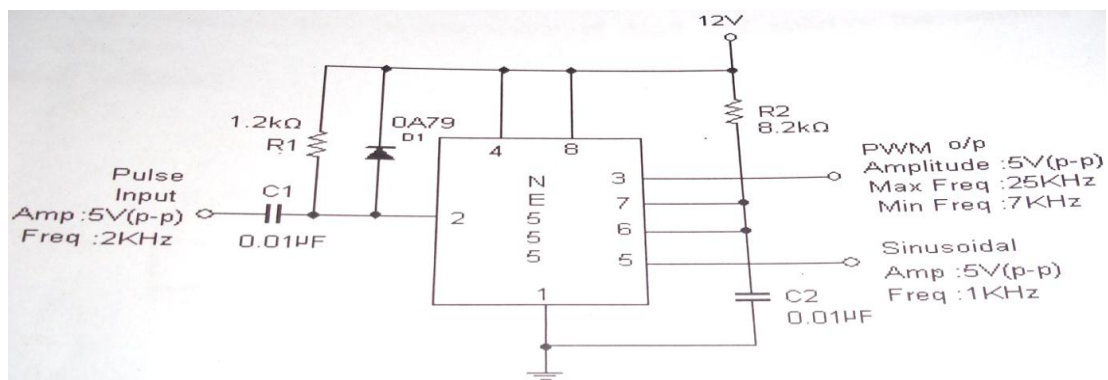 12V
1.2kΩ
R1
0A79
D1
R2
8.2kΩ
4
8
PWM o/p
Amplitude :5V(p-p)
Max Freq :25KHz
Min Freq :7KHz
Pulse
Input
Amp :5V(p-p)
Freq :2KHz
C1
0.01µF
2
N
E
5
5
5
3
7
6
5
1
Sinusoidal
Amp :5V(p-p)
Freq :1KHz
C2
0.01µF